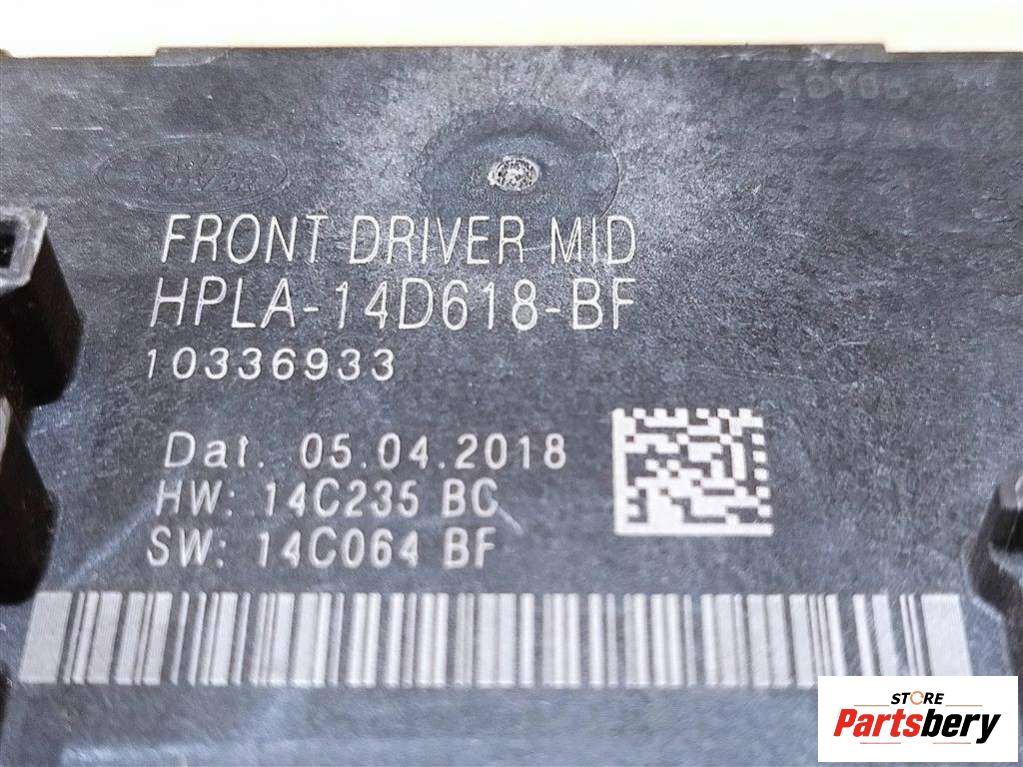 FRONT DRIVER MID
HPLA-14D618-BF
10336933
Dat. 05.04.2018
HW: 14C235 BC
SW: 14C064 BF
STORE
Partsbery